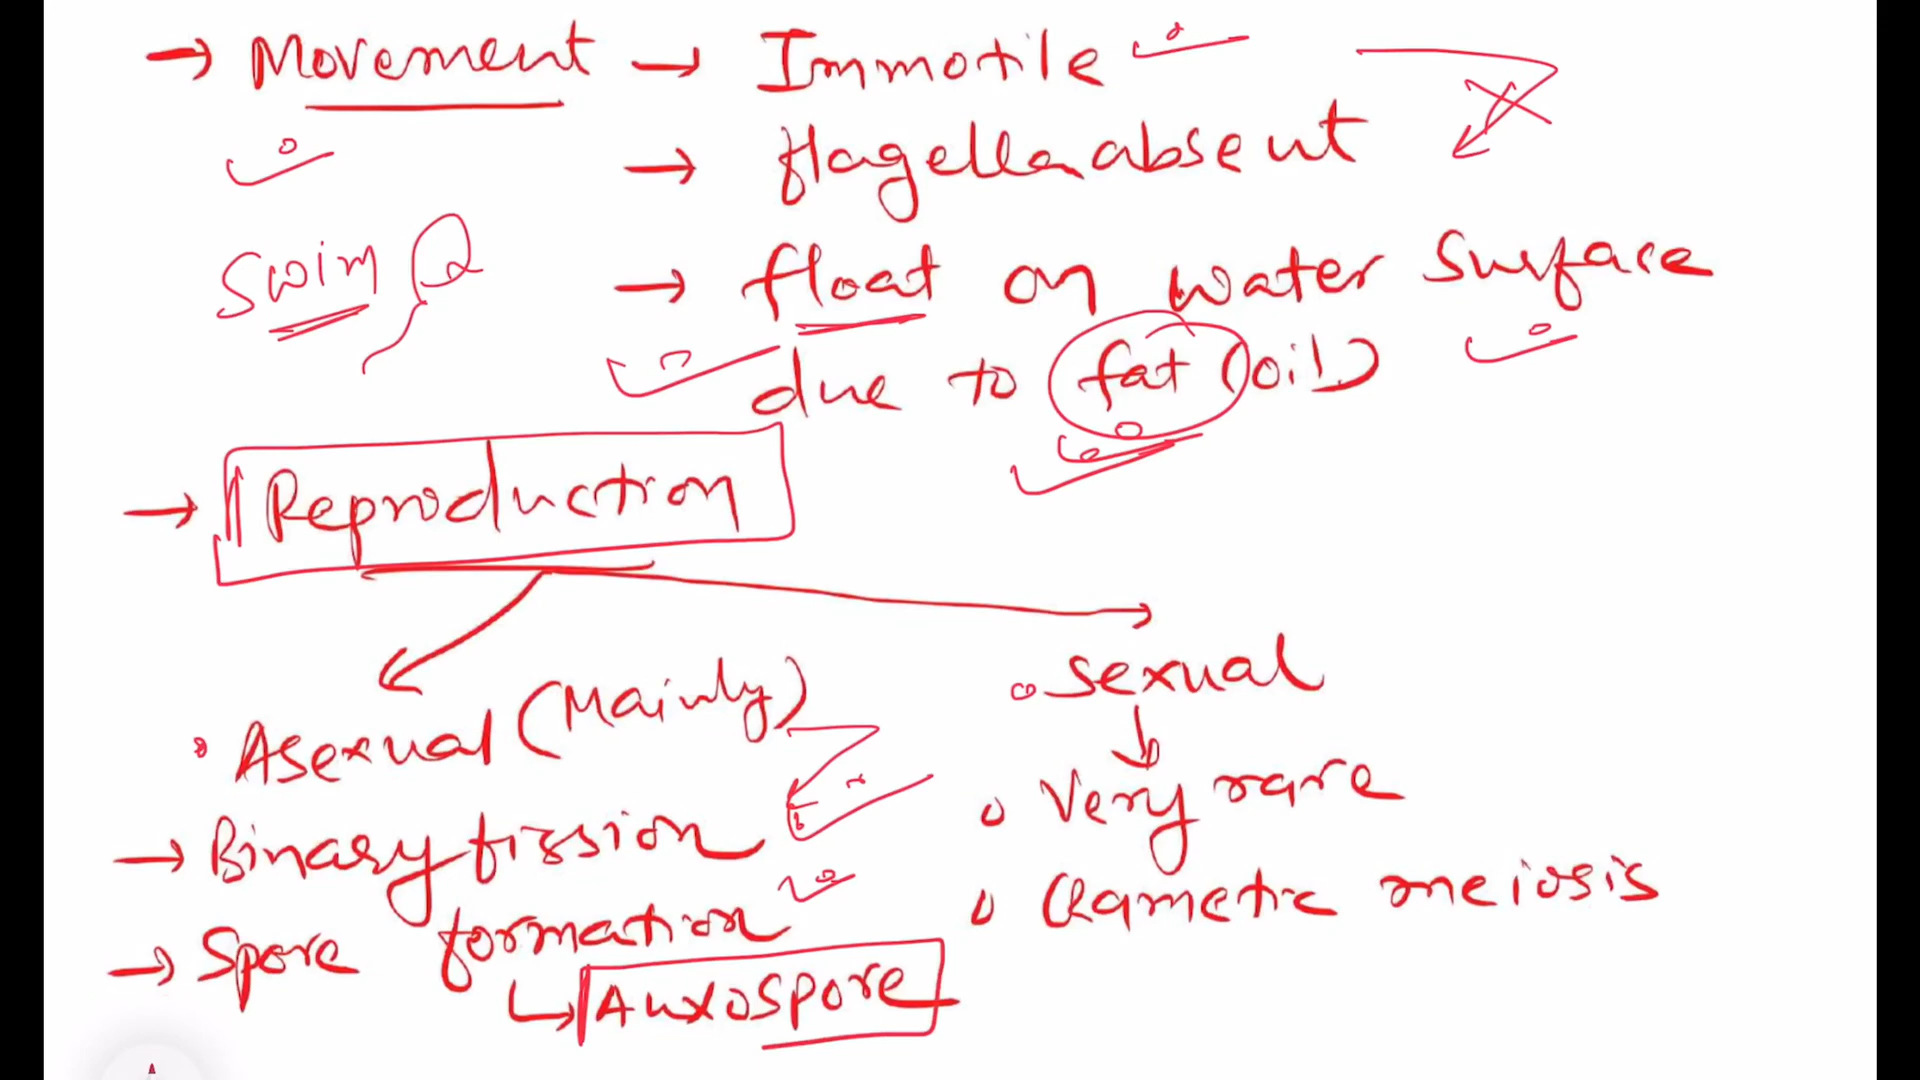 → Movement → Immotile
→ flagella absent
Swim
→ float on water surface
due to fat (oil)
→ Reproduction
Asexual (Mainly)
→ Binary fission
→ Spore formation
↳ Auxospore
sexual
↓
Very rare
Gametic meiosis